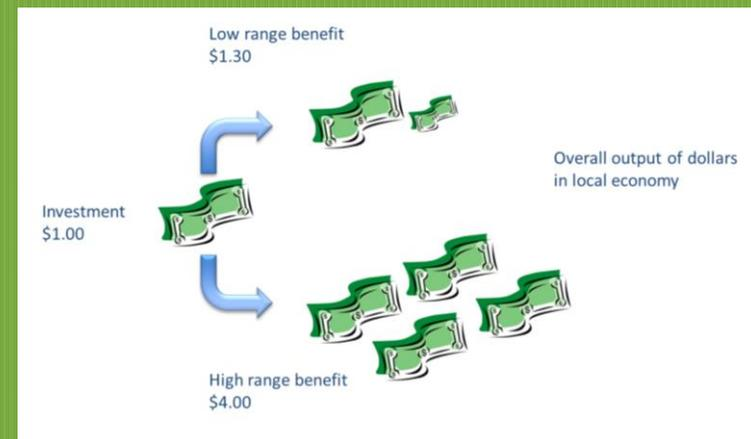 Low range benefit
$1.30
Overall output of dollars
in local economy
Investment
$1.00
High range benefit
$4.00